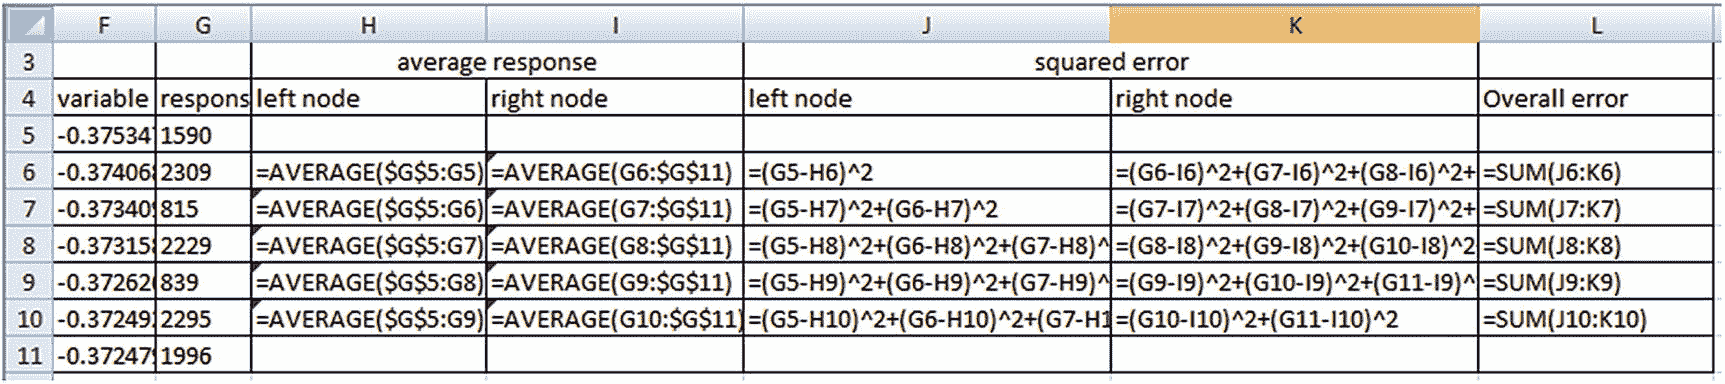 F G H I J K L
3 average response squared error
4 variable respons left node right node left node right node Overall error
5 -0.37534 1590
6 -0.374068 2309 =AVERAGE($G$5:G5) =AVERAGE(G6:$G$11) =(G5-H6)^2 =(G6-I6)^2+(G7-I6)^2+(G8-I6)^2+ =SUM(J6:K6)
7 -0.373409 815 =AVERAGE($G$5:G6) =AVERAGE(G7:$G$11) =(G5-H7)^2+(G6-H7)^2 =(G7-I7)^2+(G8-I7)^2+(G9-I7)^2+ =SUM(J7:K7)
8 -0.373158 2229 =AVERAGE($G$5:G7) =AVERAGE(G8:$G$11) =(G5-H8)^2+(G6-H8)^2+(G7-H8)^ =(G8-I8)^2+(G9-I8)^2+(G10-I8)^2 =SUM(J8:K8)
9 -0.372620 839 =AVERAGE($G$5:G8) =AVERAGE(G9:$G$11) =(G5-H9)^2+(G6-H9)^2+(G7-H9)^ =(G9-I9)^2+(G10-I9)^2+(G11-I9)^ =SUM(J9:K9)
10 -0.37249 2295 =AVERAGE($G$5:G9) =AVERAGE(G10:$G$11) =(G5-H10)^2+(G6-H10)^2+(G7-H1 =(G10-I10)^2+(G11-I10)^2 =SUM(J10:K10)
11 -0.372479 1996